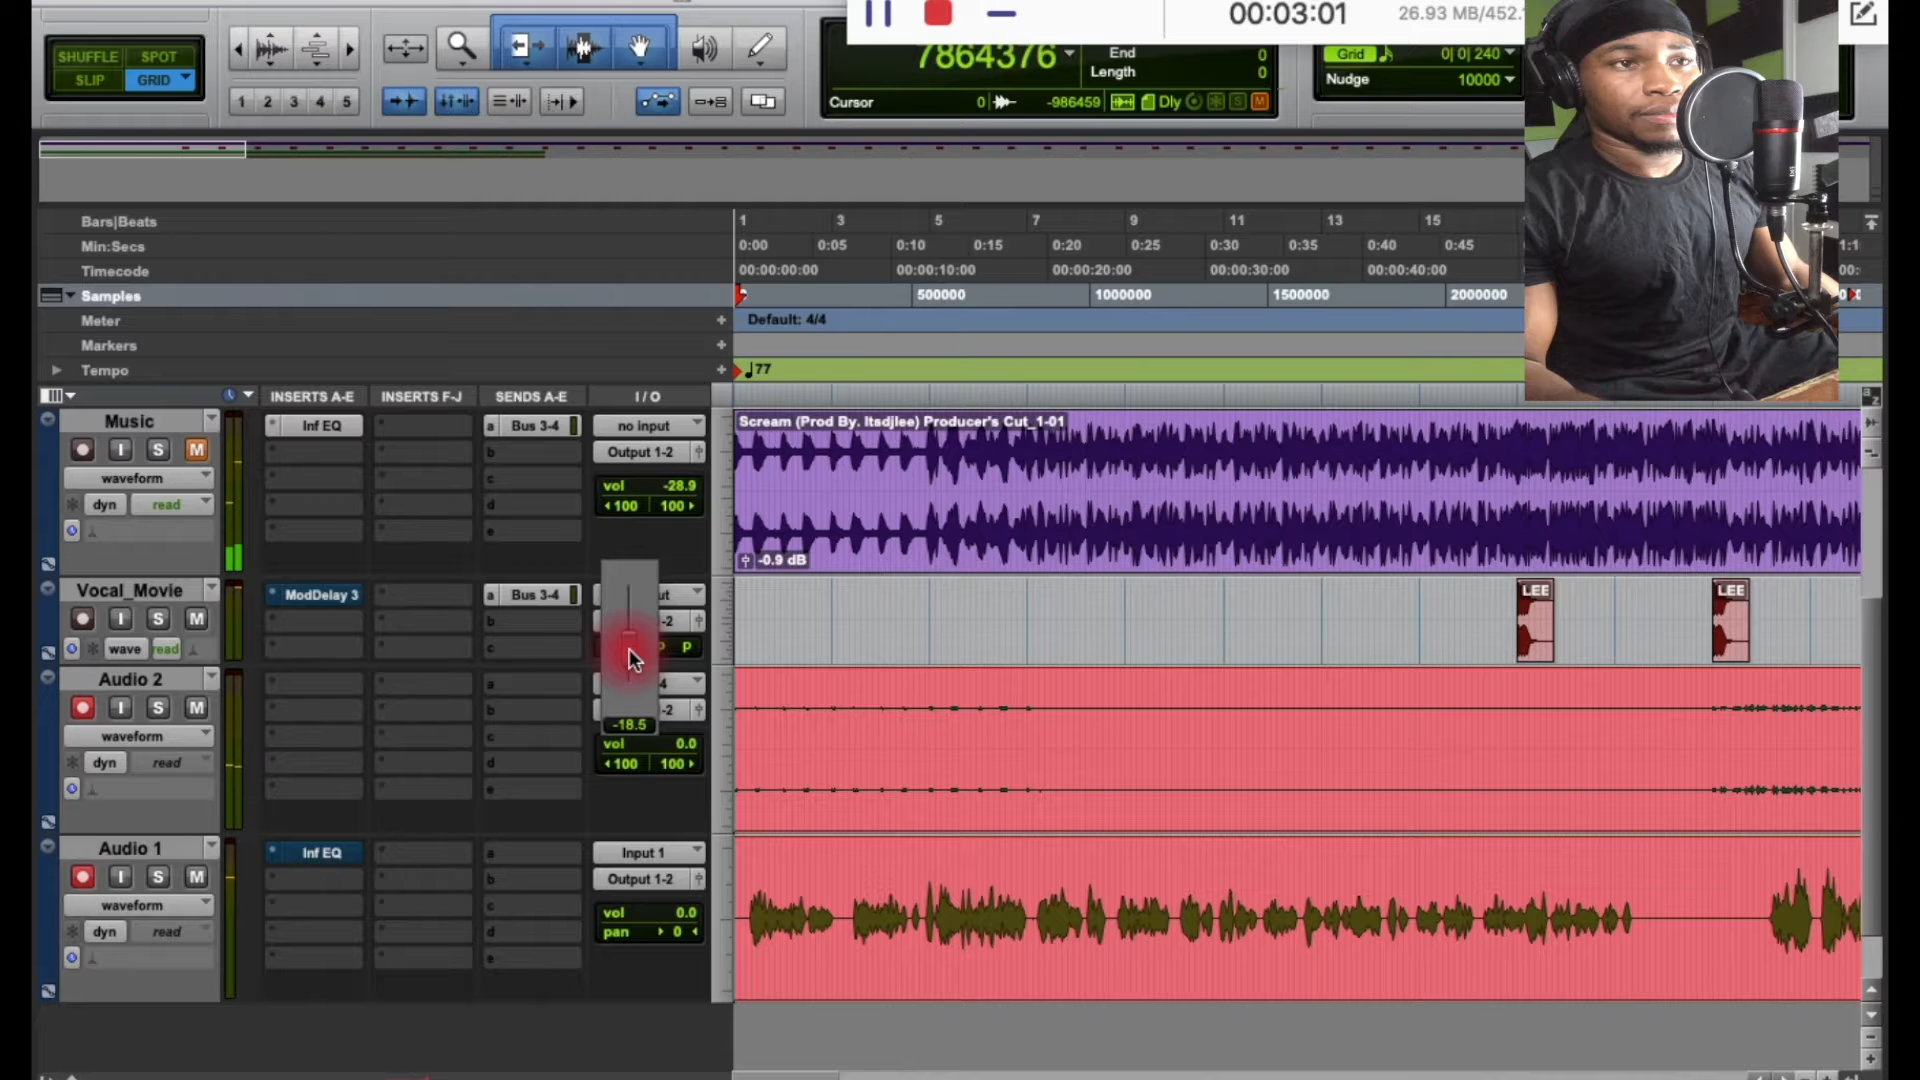 00:03:01
26.93 MB/452.
SHUFFLE SPOT
SLIP GRID
1 2 3 4 5
7864376
End 0
Length 0
Cursor 0 -986459 Dly S M
Grid 0| 0| 240
Nudge 10000
Bars|Beats 1 3 5 7 9 11 13 15
Min:Secs 0:00 0:05 0:10 0:15 0:20 0:25 0:30 0:35 0:40 0:45
Timecode 00:00:00:00 00:00:10:00 00:00:20:00 00:00:30:00 00:00:40:00
Samples 500000 1000000 1500000 2000000
Meter Default: 4/4
Markers
Tempo 77
INSERTS A-E INSERTS F-J SENDS A-E I / O
Music Inf EQ a Bus 3-4 no input
Scream (Prod By. Itsdjlee) Producer's Cut_1-01
I S M b Output 1-2
waveform c vol -28.9
dyn read d 100 100
e
-0.9 dB
Vocal_Movie ModDelay 3 a Bus 3-4 ut
LEE LEE
I S M b -2
wave read c p
Audio 2 a 4
I S M b -2
-18.5
waveform c vol 0.0
dyn read d 100 100
e
Audio 1 Inf EQ a Input 1
I S M b Output 1-2
waveform c vol 0.0
dyn read d pan 0
e